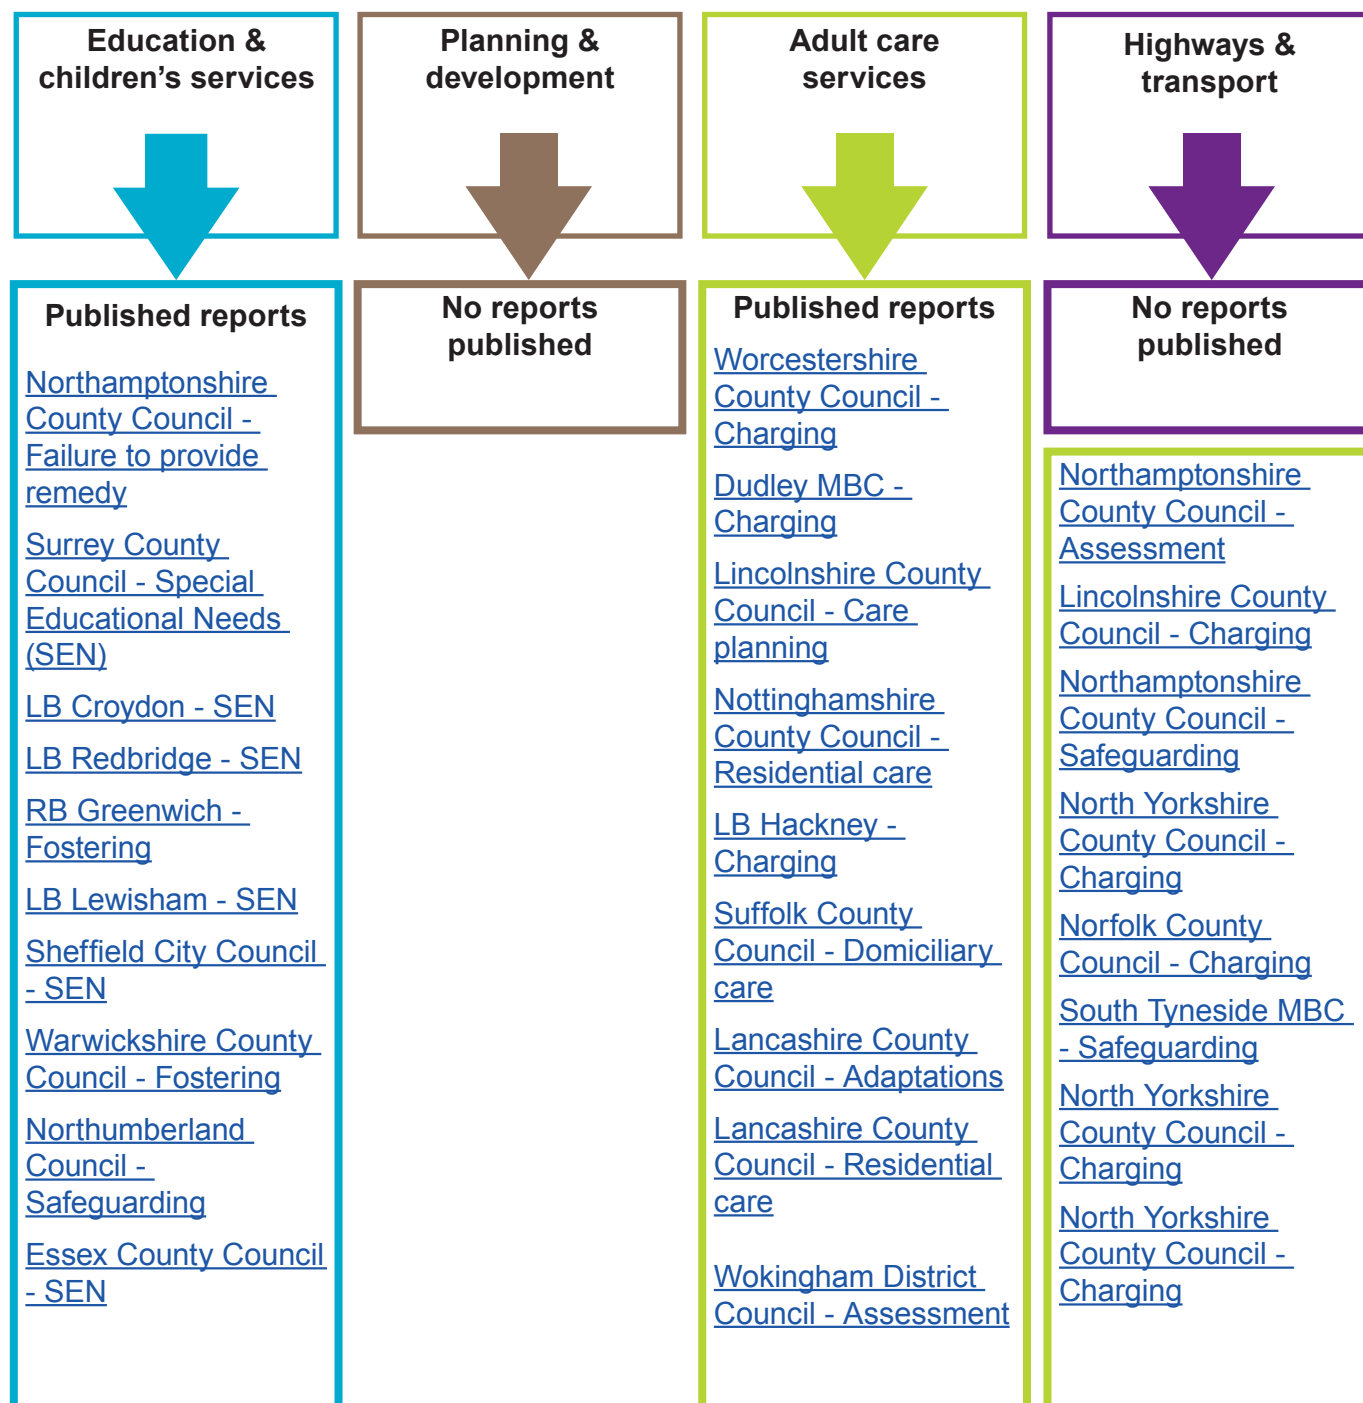 Education &
children's services
Published reports
Northamptonshire
County Council -
Failure to provide
remedy
Surrey County
Council - Special
Educational Needs
(SEN)
LB Croydon - SEN
LB Redbridge - SEN
RB Greenwich -
Fostering
LB Lewisham - SEN
Sheffield City Council
- SEN
Warwickshire County
Council - Fostering
Northumberland
Council -
Safeguarding
Essex County Council
- SEN
Planning &
development
No reports
published
Adult care
services
Published reports
Worcestershire
County Council -
Charging
Dudley MBC -
Charging
Lincolnshire County
Council - Care
planning
Nottinghamshire
County Council -
Residential care
LB Hackney -
Charging
Suffolk County
Council - Domiciliary
care
Lancashire County
Council - Adaptations
Lancashire County
Council - Residential
care
Wokingham District
Council - Assessment
Highways &
transport
No reports
published
Northamptonshire
County Council -
Assessment
Lincolnshire County
Council - Charging
Northamptonshire
County Council -
Safeguarding
North Yorkshire
County Council -
Charging
Norfolk County
Council - Charging
South Tyneside MBC
- Safeguarding
North Yorkshire
County Council -
Charging
North Yorkshire
County Council -
Charging